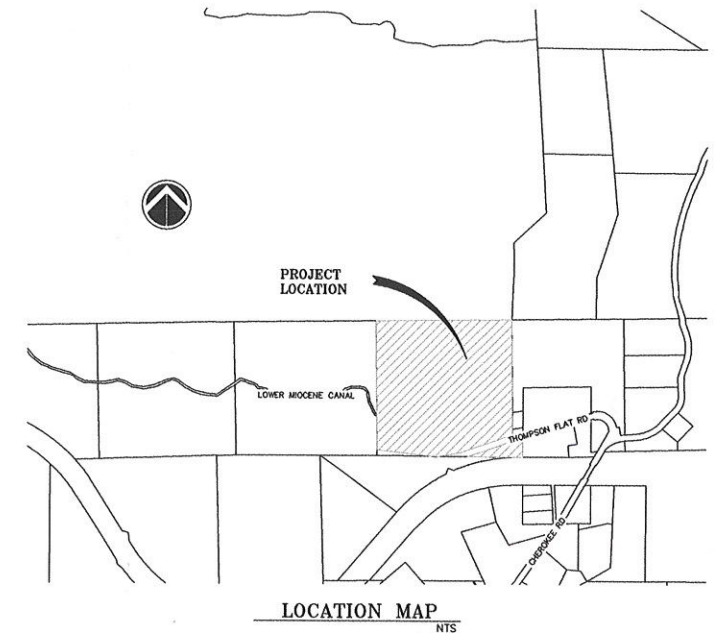 PROJECT
LOCATION
LOWER MIOCENE CANAL
THOMPSON FLAT RD
CHEROKEE RD
LOCATION MAP
NTS